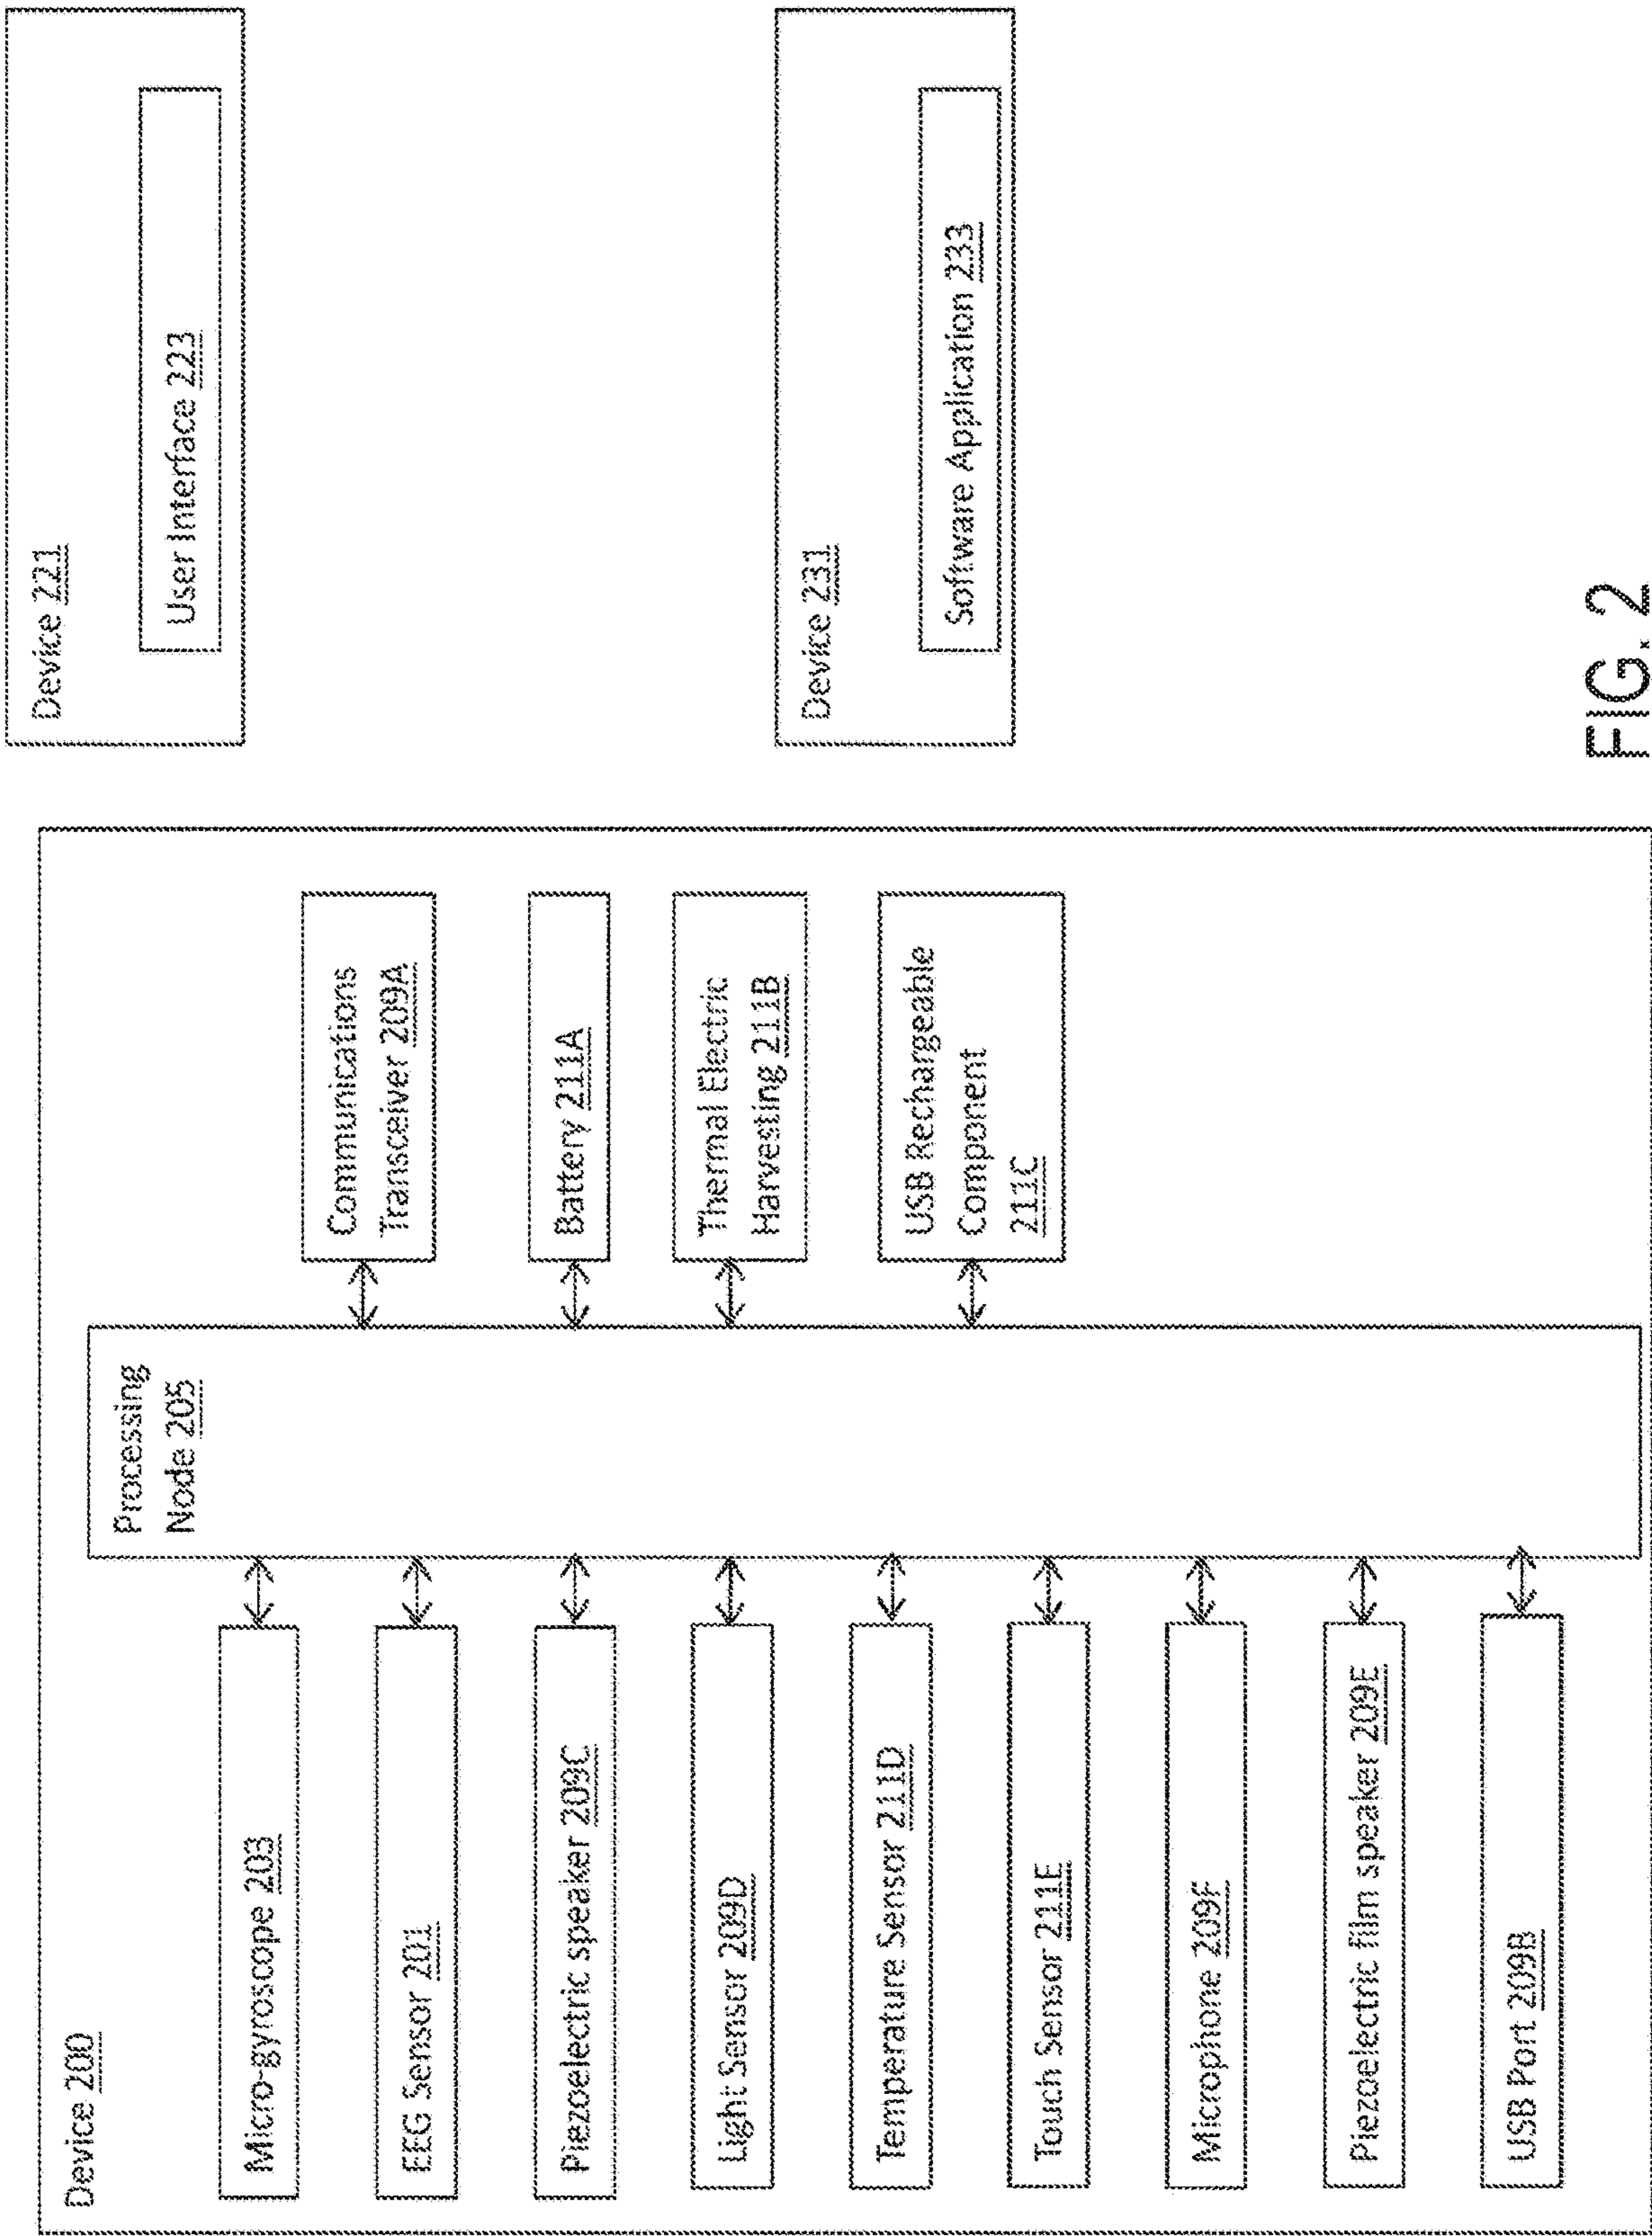 Device 200
Micro-gyroscope 203
EEG Sensor 201
Piezoelectric speaker 209C
Light Sensor 209D
Temperature Sensor 211D
Touch Sensor 211E
Microphone 209F
Piezoelectric film speaker 209E
USB Port 209B
Processing
Node 205
Communications
Transceiver 209A
Battery 211A
Thermal Electric
Harvesting 211B
USB Rechargeable
Component
211C
Device 221
User Interface 223
Device 231
Software Application 233
FIG. 2